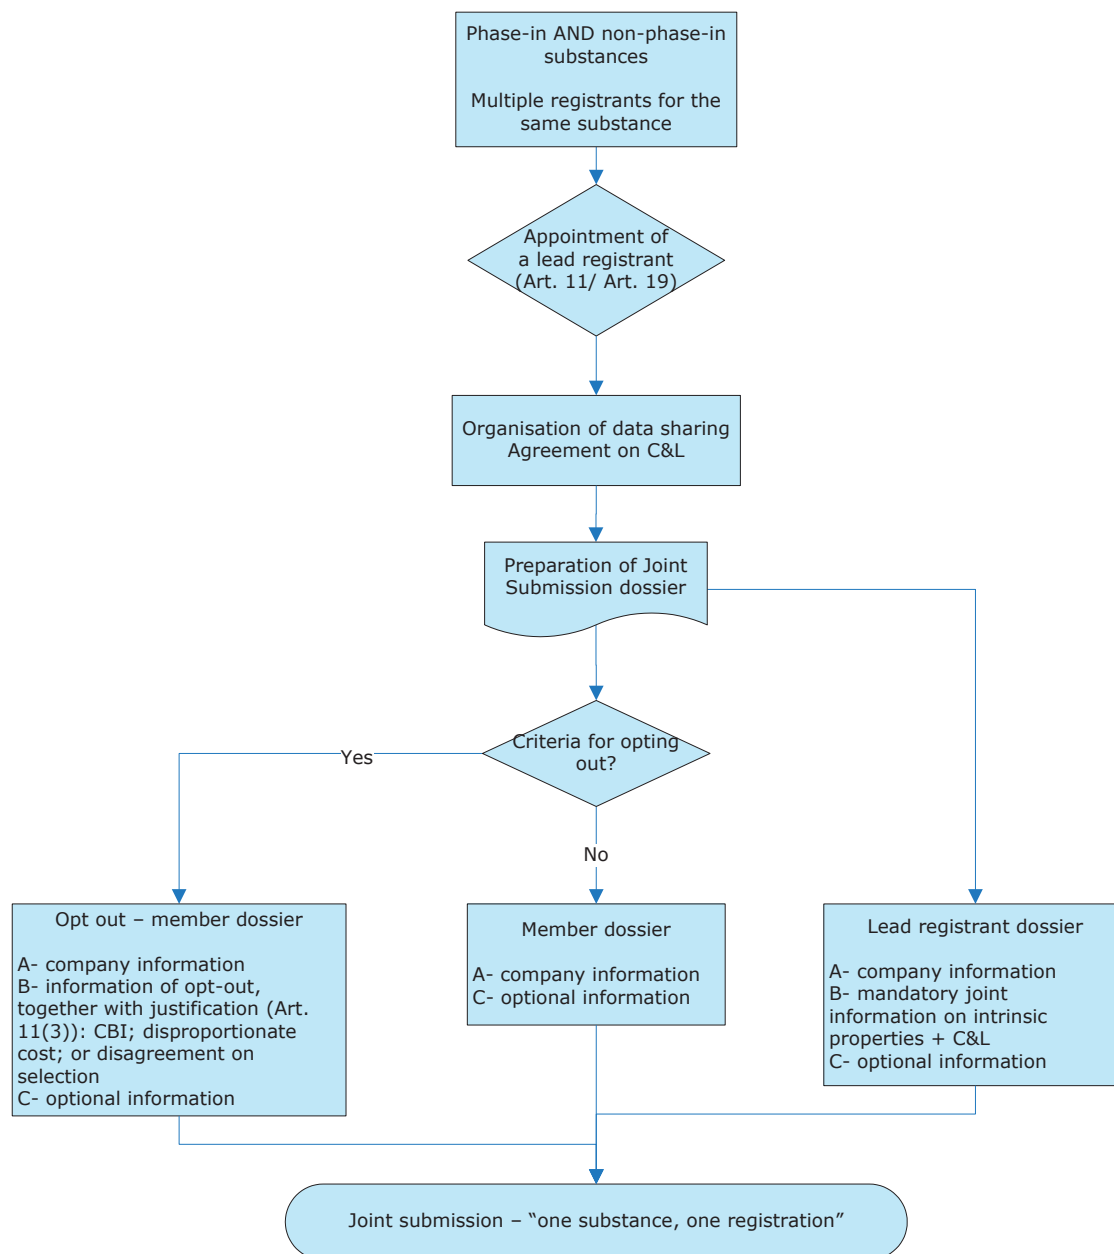 Phase-in AND non-phase-in
substances
Multiple registrants for the
same substance
Appointment of
a lead registrant
(Art. 11/ Art. 19)
Organisation of data sharing
Agreement on C&L
Preparation of Joint
Submission dossier
Criteria for opting
out?
Yes
No
Opt out – member dossier
A- company information
B- information of opt-out,
together with justification (Art.
11(3)): CBI; disproportionate
cost; or disagreement on
selection
C- optional information
Member dossier
A- company information
C- optional information
Lead registrant dossier
A- company information
B- mandatory joint
information on intrinsic
properties + C&L
C- optional information
Joint submission – “one substance, one registration”